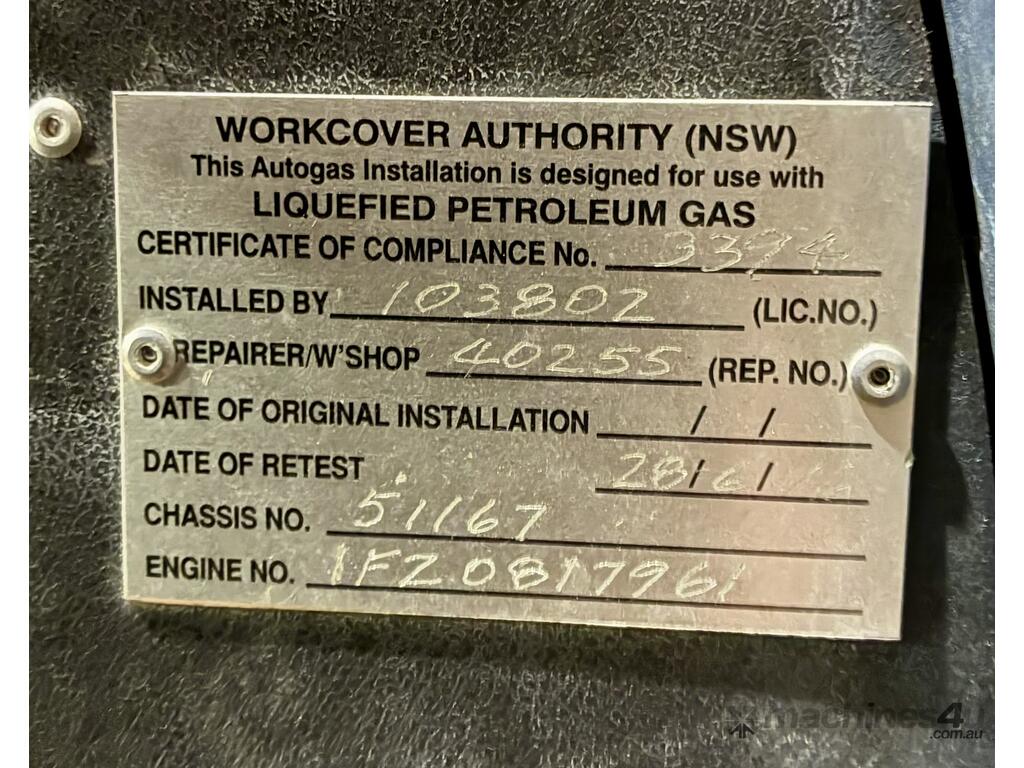 WORKCOVER AUTHORITY (NSW)
This Autogas Installation is designed for use with
LIQUEFIED PETROLEUM GAS
CERTIFICATE OF COMPLIANCE No.
INSTALLED BY 103802 (LIC.NO.)
REPAIRER/W'SHOP 40255 (REP. NO.)
DATE OF ORIGINAL INSTALLATION / /
DATE OF RETEST 28/6/
CHASSIS NO. 51167
ENGINE NO. 1FZ0817961
machines4u
.com.au